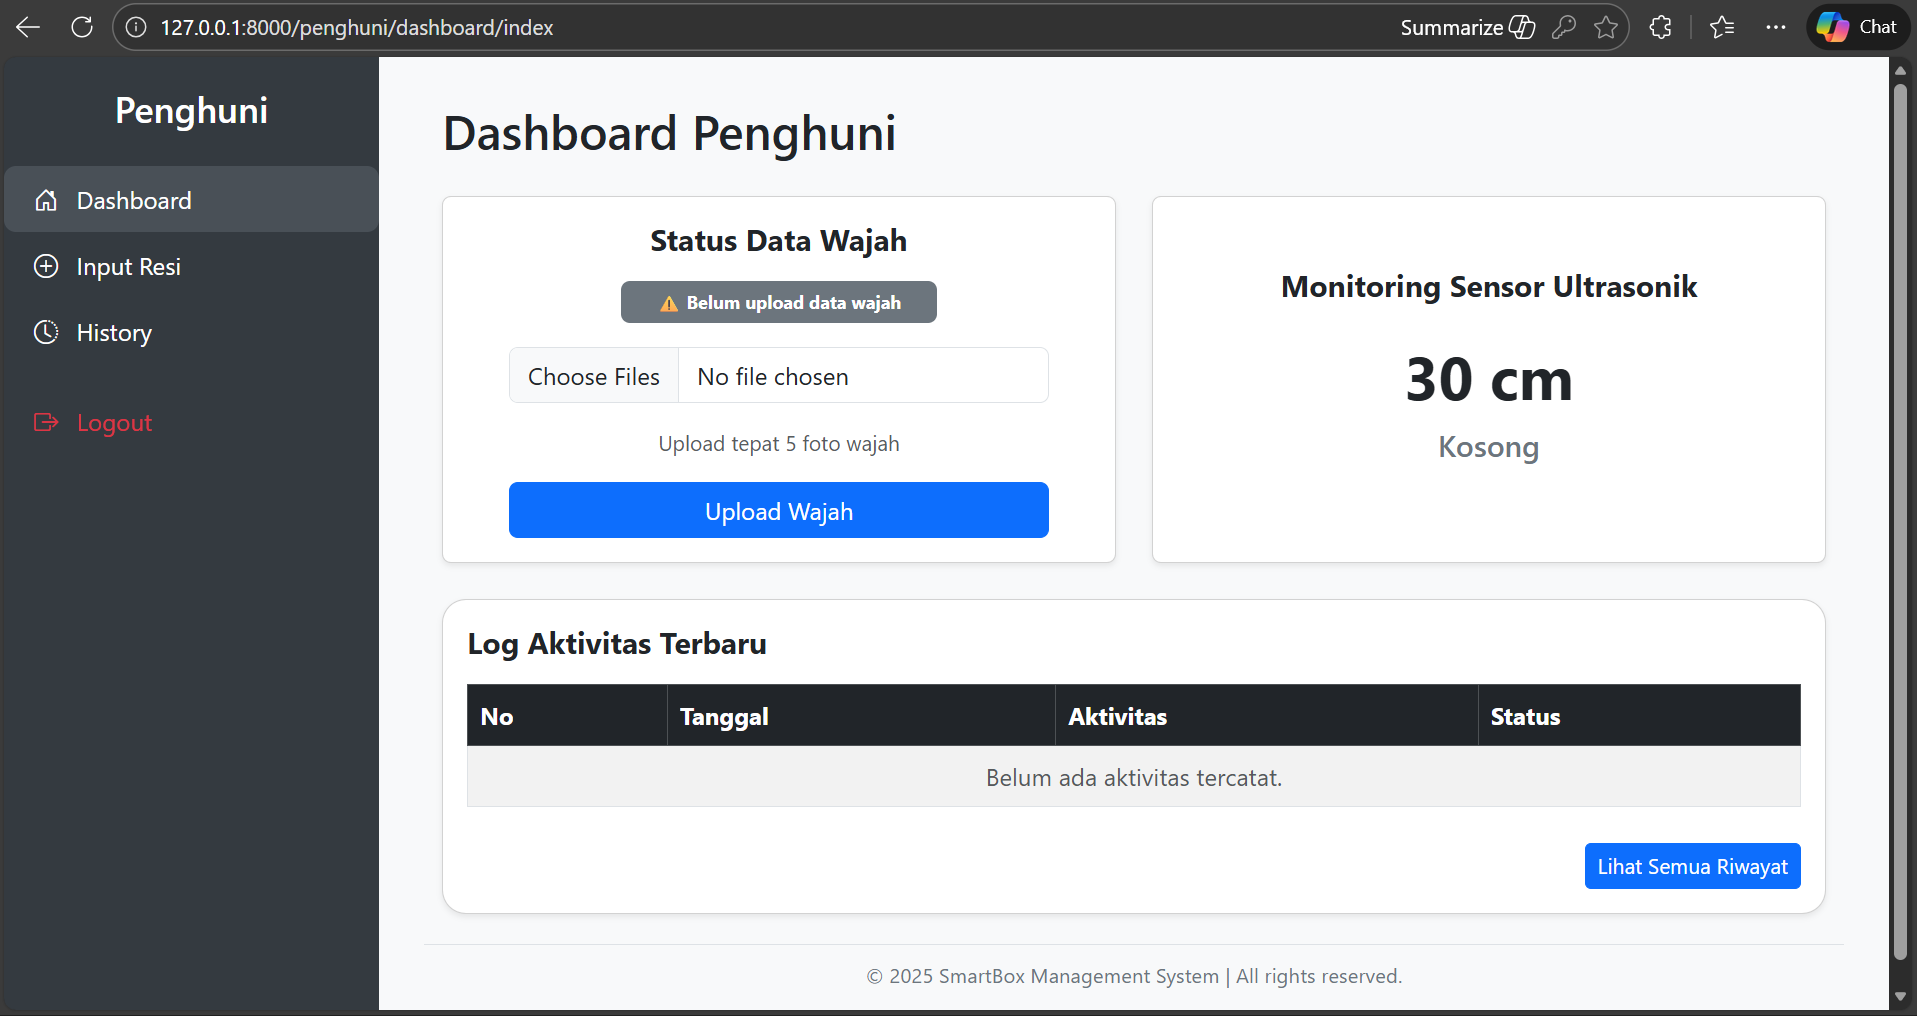 127.0.0.1:8000/penghuni/dashboard/index
Summarize
Chat
Penghuni
Dashboard
Input Resi
History
Logout
Dashboard Penghuni
Status Data Wajah
Belum upload data wajah
Choose Files No file chosen
Upload tepat 5 foto wajah
Upload Wajah
Monitoring Sensor Ultrasonik
30 cm
Kosong
Log Aktivitas Terbaru
No Tanggal Aktivitas Status
Belum ada aktivitas tercatat.
Lihat Semua Riwayat
© 2025 SmartBox Management System | All rights reserved.